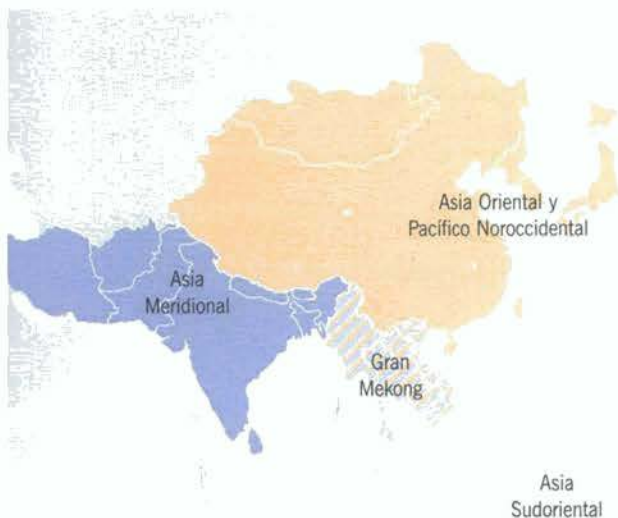 Asia Oriental y
Pacífico Noroccidental
Asia
Meridional
Gran
Mekong
Asia
Sudoriental